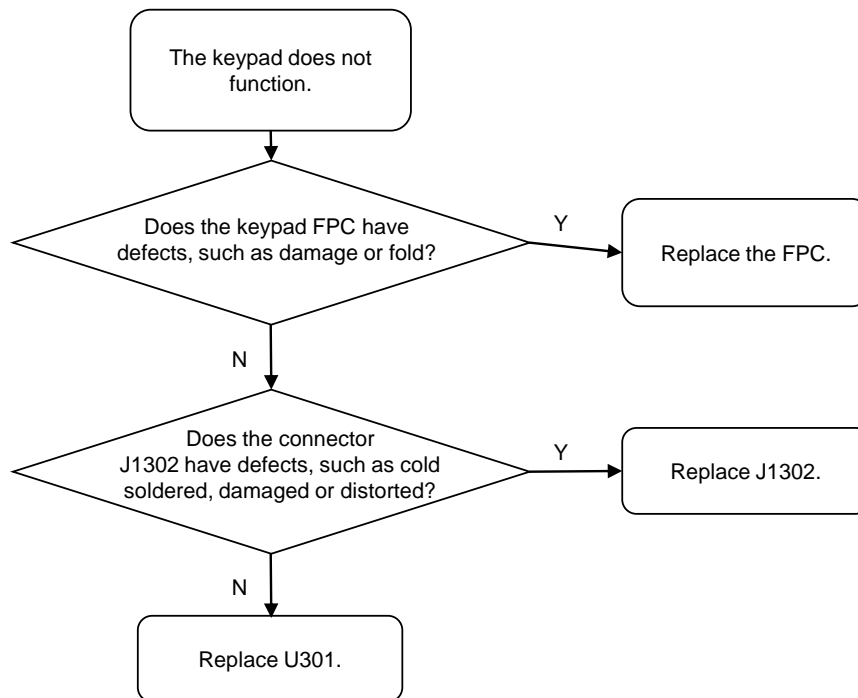 The keypad does not
function.
Does the keypad FPC have
defects, such as damage or fold?
Y
Replace the FPC.
N
Does the connector
J1302 have defects, such as cold
soldered, damaged or distorted?
Y
Replace J1302.
N
Replace U301.